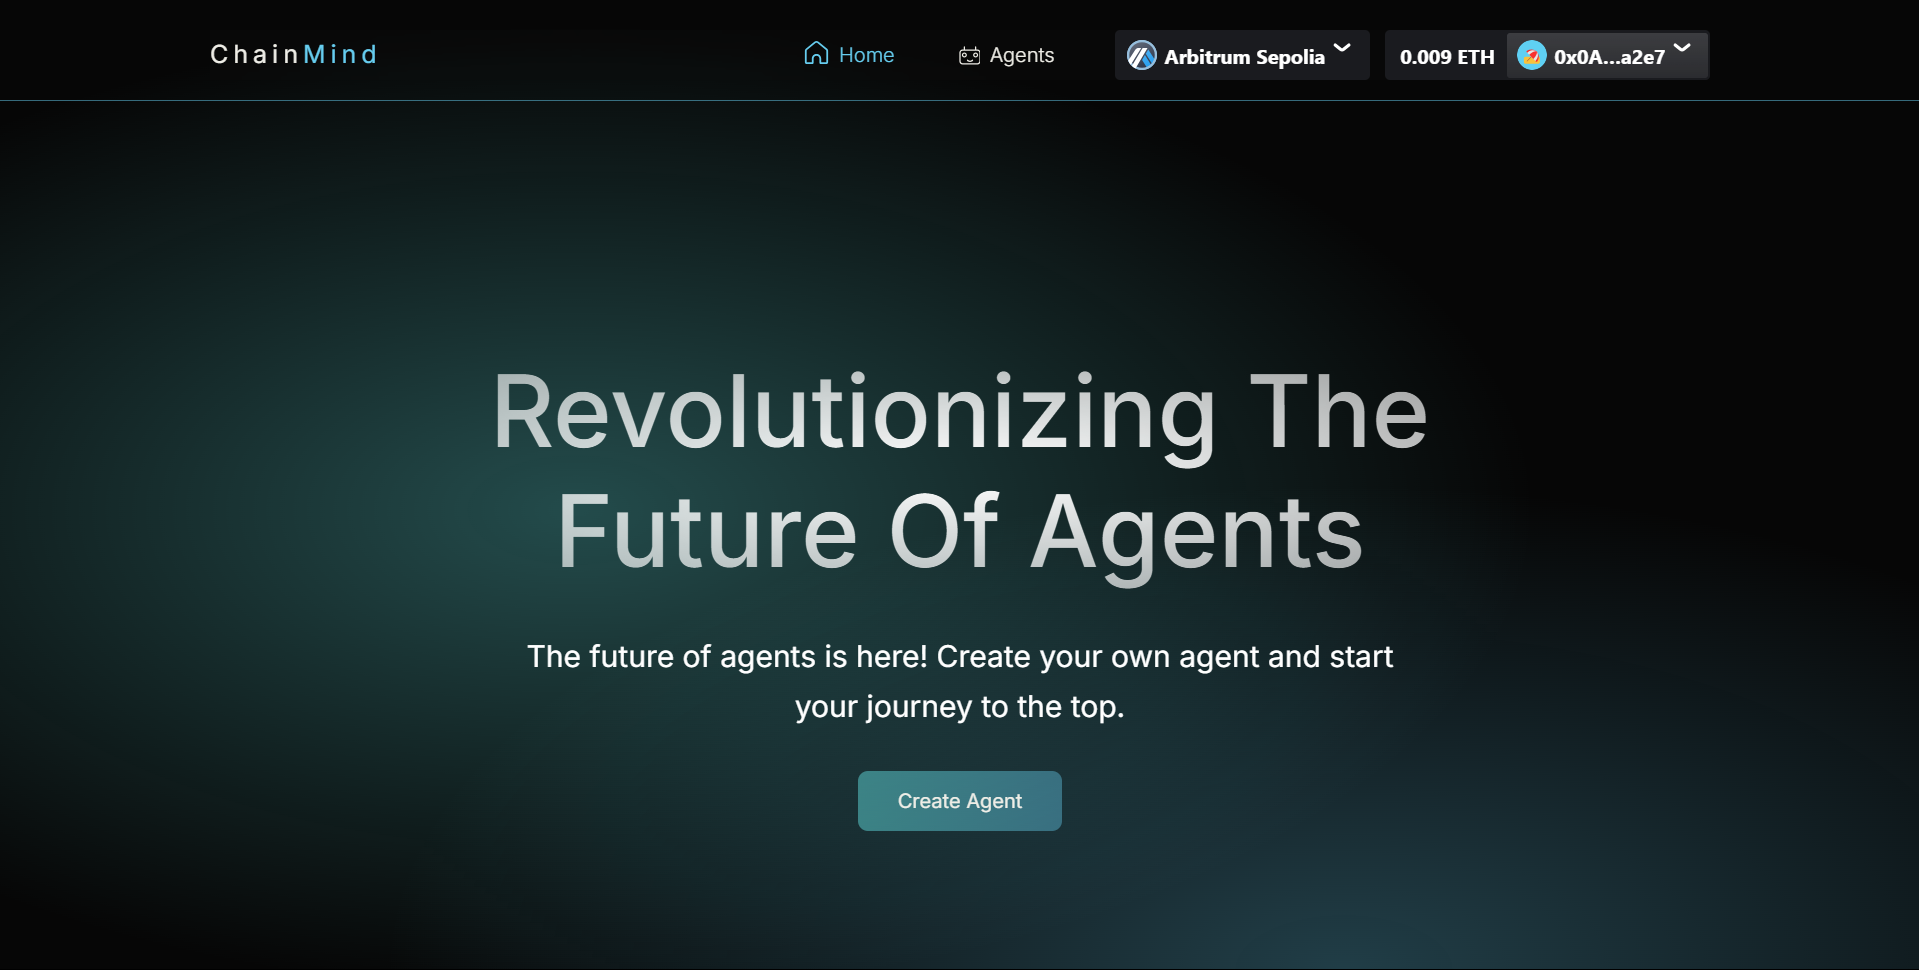 ChainMind
Home
Agents
Arbitrum Sepolia
0.009 ETH
0x0A...a2e7
Revolutionizing The
Future Of Agents
The future of agents is here! Create your own agent and start
your journey to the top.
Create Agent